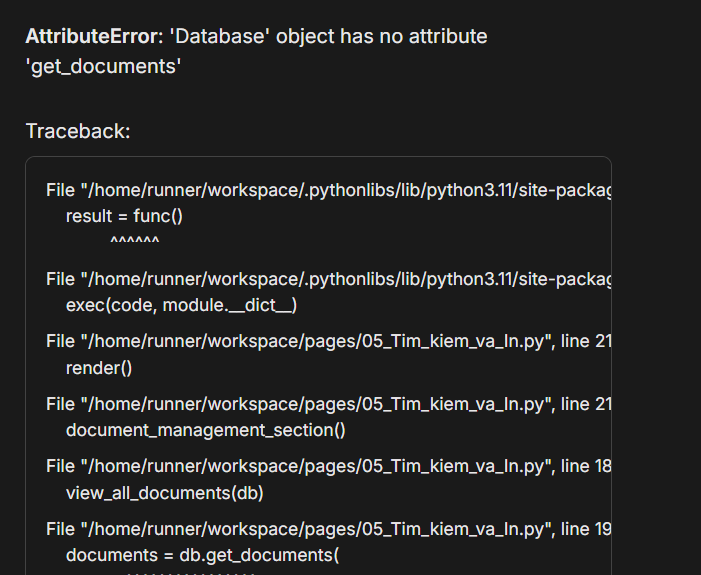 AttributeError: 'Database' object has no attribute
'get_documents'
Traceback:
File "/home/runner/workspace/.pythonlibs/lib/python3.11/site-packag
result = func()
^^^^^^
File "/home/runner/workspace/.pythonlibs/lib/python3.11/site-packag
exec(code, module.__dict__)
File "/home/runner/workspace/pages/05_Tim_kiem_va_In.py", line 21
render()
File "/home/runner/workspace/pages/05_Tim_kiem_va_In.py", line 21
document_management_section()
File "/home/runner/workspace/pages/05_Tim_kiem_va_In.py", line 18
view_all_documents(db)
File "/home/runner/workspace/pages/05_Tim_kiem_va_In.py", line 19
documents = db.get_documents(